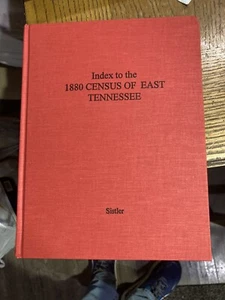 Index to the
1880 CENSUS OF EAST
TENNESSEE
Sistler